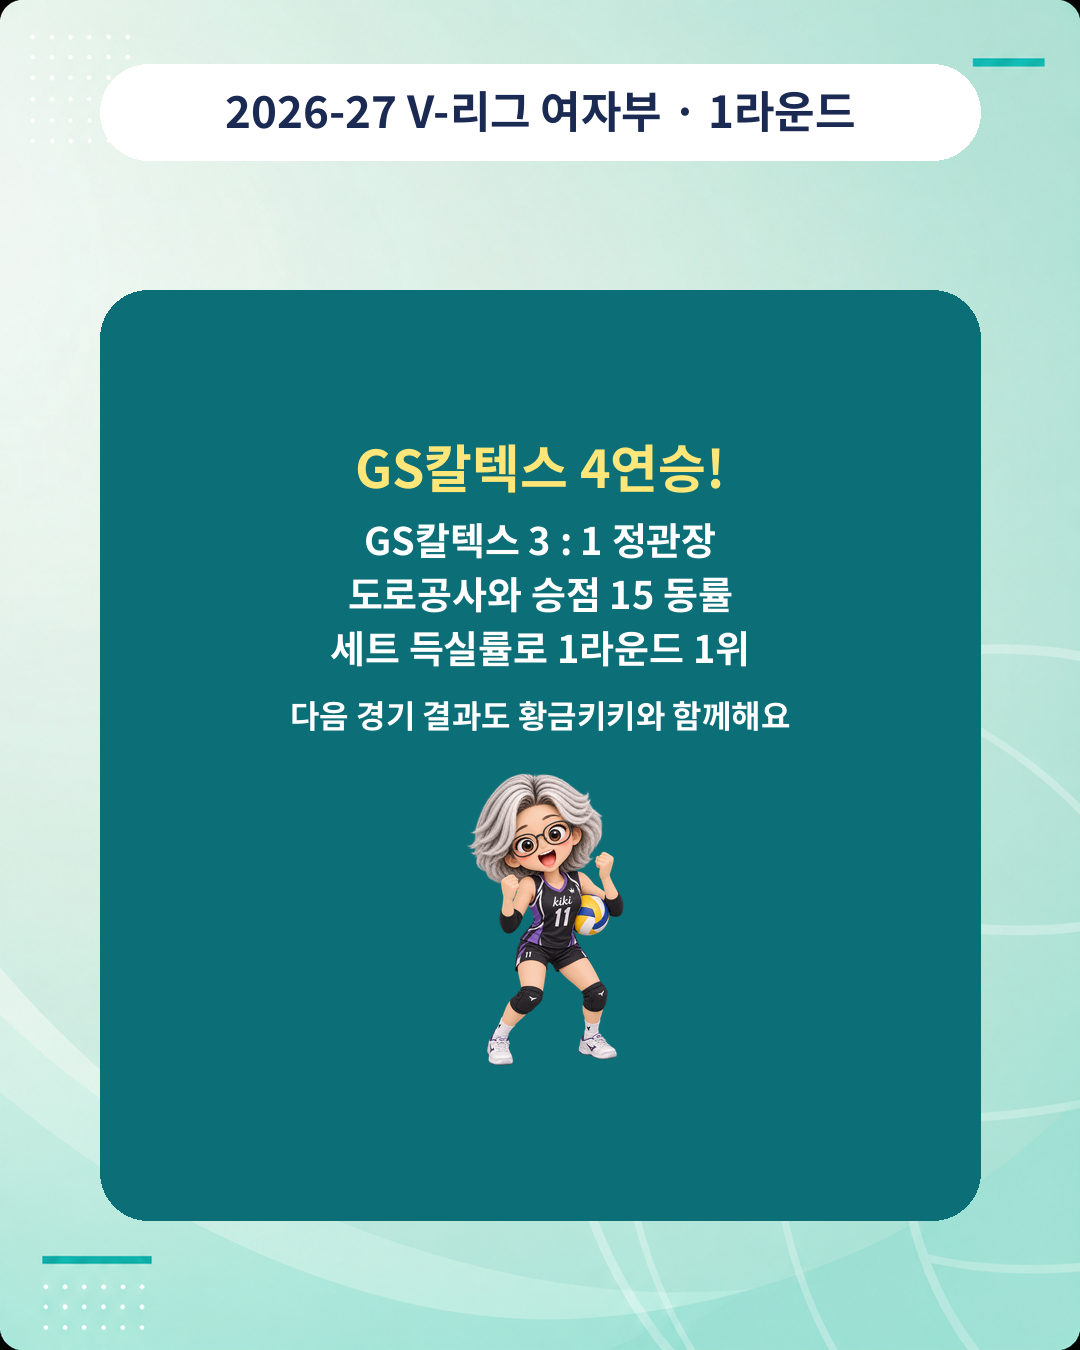 2026-27 V-리그 여자부 · 1라운드
GS칼텍스 4연승!
GS칼텍스 3 : 1 정관장
도로공사와 승점 15 동률
세트 득실률로 1라운드 1위
다음 경기 결과도 황금키키와 함께해요
kiki
11
11